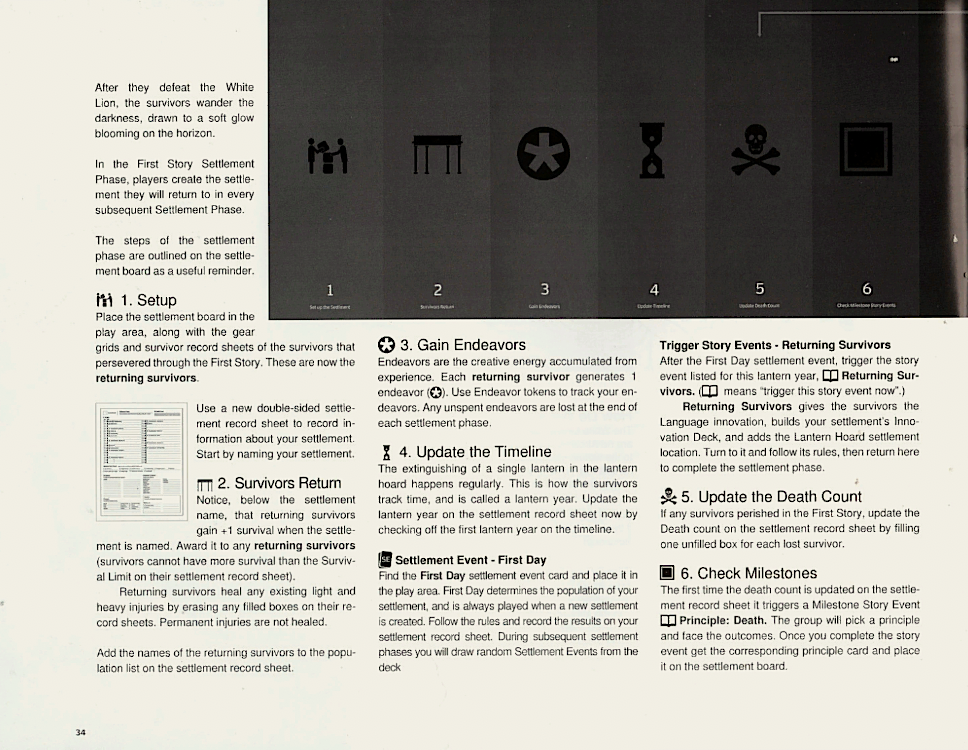 After they defeat the White
Lion, the survivors wander the
darkness, drawn to a soft glow
blooming on the horizon.
In the First Story Settlement
Phase, players create the settle-
ment they will return to in every
subsequent Settlement Phase.
The steps of the settlement
phase are outlined on the settle-
ment board as a useful reminder.
1. Setup
Place the settlement board in the
play area, along with the gear
grids and survivor record sheets of the survivors that
persevered through the First Story. These are now the
returning survivors.
Use a new double-sided settle-
ment record sheet to record in-
formation about your settlement.
Start by naming your settlement.
2. Survivors Return
Notice, below the settlement
name, that returning survivors
gain +1 survival when the settle-
ment is named. Award it to any returning survivors
(survivors cannot have more survival than the Surviv-
al Limit on their settlement record sheet).
Returning survivors heal any existing light and
heavy injuries by erasing any filled boxes on their re-
cord sheets. Permanent injuries are not healed.
Add the names of the returning survivors to the popu-
lation list on the settlement record sheet.
1
Set up the Settlement
2
Survivors Return
3
Gain Endeavors
4
Update Timeline
5
Update Death Count
6
Check Milestone Story Events
3. Gain Endeavors
Endeavors are the creative energy accumulated from
experience. Each returning survivor generates 1
endeavor (). Use Endeavor tokens to track your en-
deavors. Any unspent endeavors are lost at the end of
each settlement phase.
4. Update the Timeline
The extinguishing of a single lantern in the lantern
hoard happens regularly. This is how the survivors
track time, and is called a lantern year. Update the
lantern year on the settlement record sheet now by
checking off the first lantern year on the timeline.
SE Settlement Event - First Day
Find the First Day settlement event card and place it in
the play area. First Day determines the population of your
settlement, and is always played when a new settlement
is created. Follow the rules and record the results on your
settlement record sheet. During subsequent settlement
phases you will draw random Settlement Events from the
deck
Trigger Story Events - Returning Survivors
After the First Day settlement event, trigger the story
event listed for this lantern year, Returning Sur-
vivors. ( means “trigger this story event now”.)
Returning Survivors gives the survivors the
Language innovation, builds your settlement's Inno-
vation Deck, and adds the Lantern Hoard settlement
location. Turn to it and follow its rules, then return here
to complete the settlement phase.
5. Update the Death Count
If any survivors perished in the First Story, update the
Death count on the settlement record sheet by filling
one unfilled box for each lost survivor.
6. Check Milestones
The first time the death count is updated on the settle-
ment record sheet it triggers a Milestone Story Event
Principle: Death. The group will pick a principle
and face the outcomes. Once you complete the story
event get the corresponding principle card and place
it on the settlement board.
34